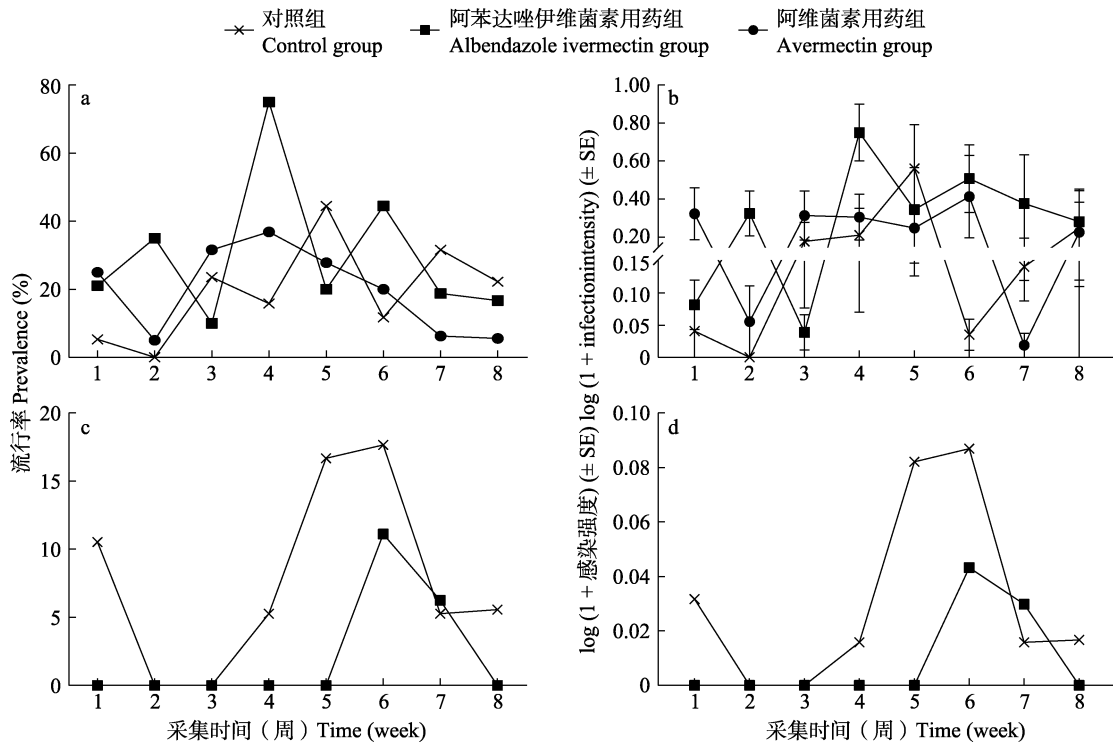 对照组
Control group
阿苯达唑伊维菌素用药组
Albendazole ivermectin group
阿维菌素用药组
Avermectin group
流行率 Prevalence (%)
a
80
60
40
20
0
1 2 3 4 5 6 7 8
log (1 + 感染强度) (± SE) log (1 + infectionintensity) (± SE)
b
1.00
0.80
0.60
0.40
0.20
0.15
0.10
0.05
0
1 2 3 4 5 6 7 8
c
20
15
10
5
0
1 2 3 4 5 6 7 8
采集时间（周）Time (week)
d
0.10
0.08
0.06
0.04
0.02
0
1 2 3 4 5 6 7 8
采集时间（周）Time (week)